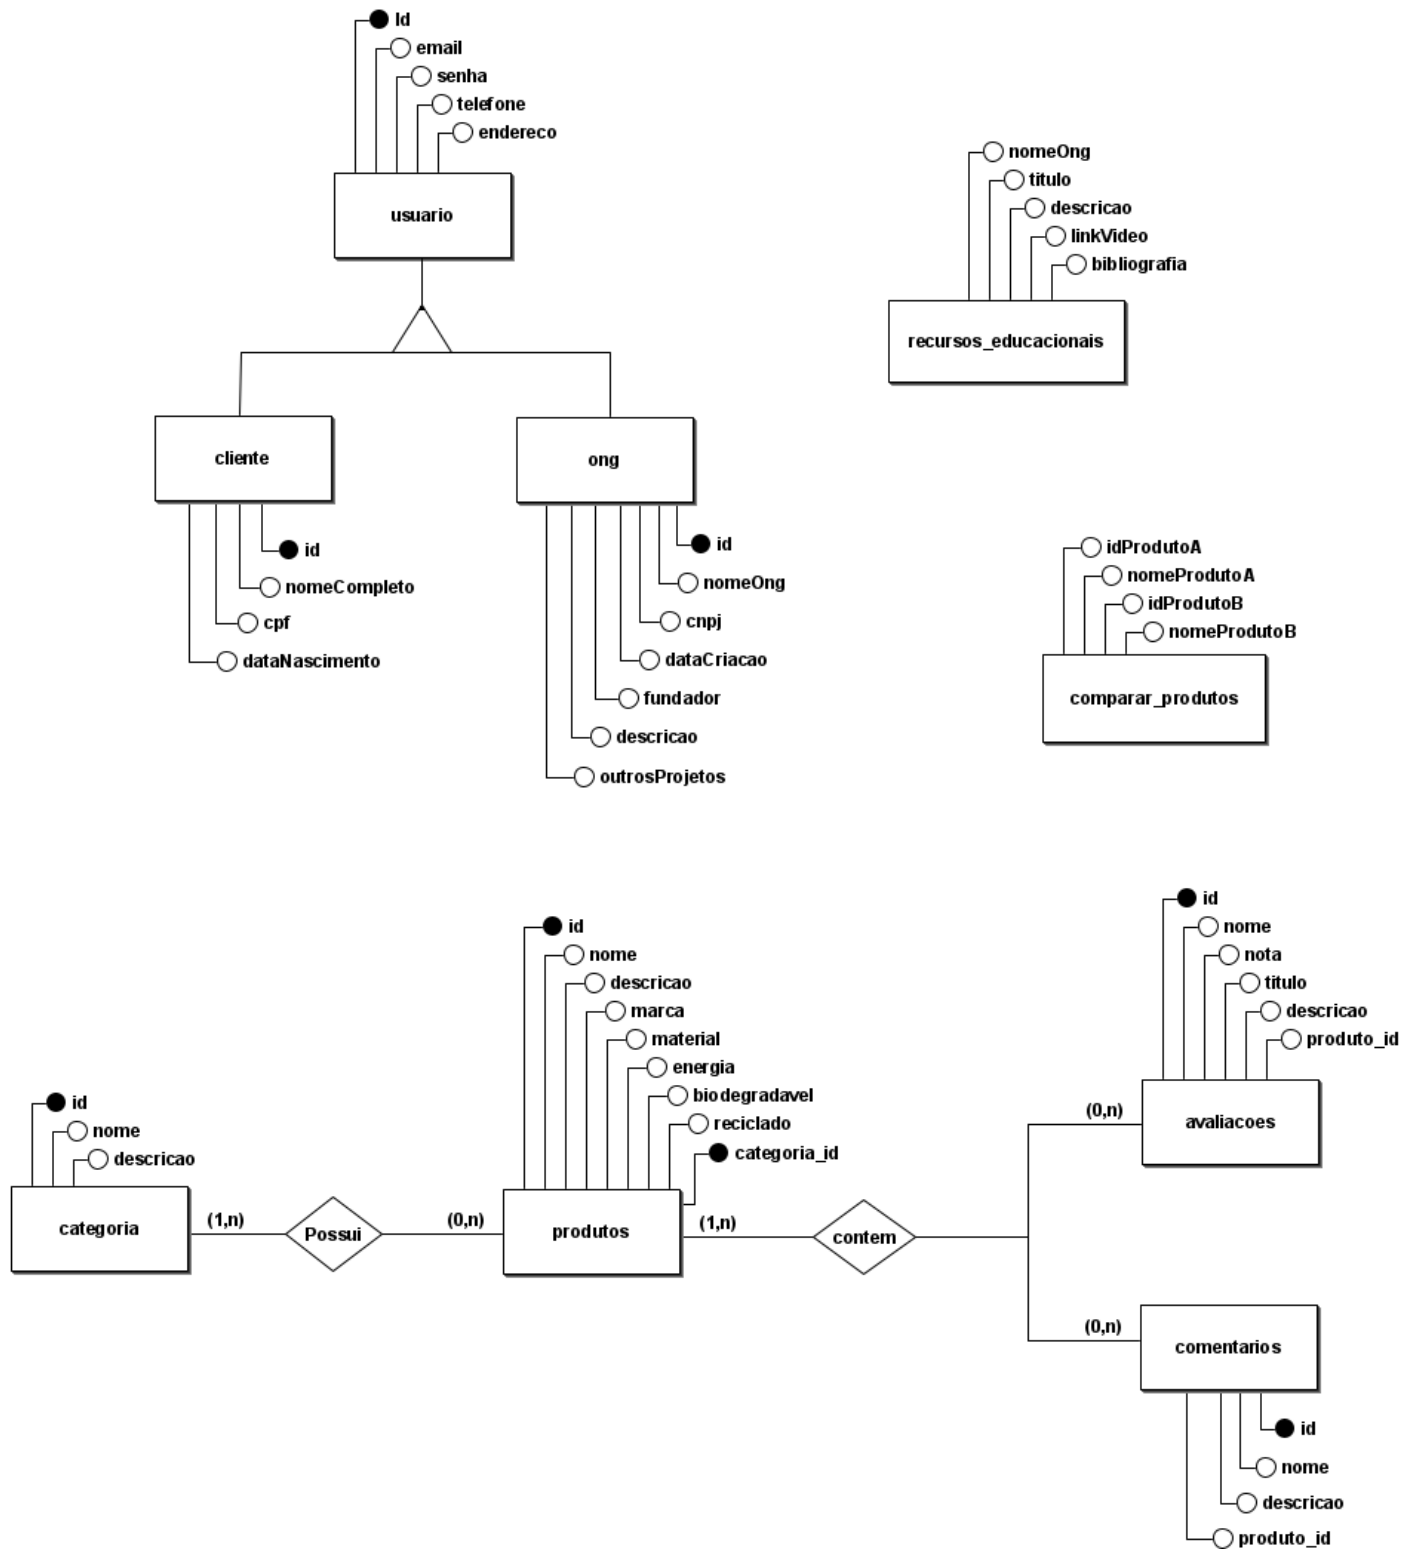 Id
email
senha
telefone
endereco
usuario
nomeOng
titulo
descricao
linkVideo
bibliografia
recursos_educacionais
cliente
id
nomeCompleto
cpf
dataNascimento
ong
id
nomeOng
cnpj
dataCriacao
fundador
descricao
outrosProjetos
idProdutoA
nomeProdutoA
idProdutoB
nomeProdutoB
comparar_produtos
id
nome
descricao
categoria
(1,n)
Possui
(0,n)
id
nome
descricao
marca
material
energia
biodegradavel
reciclado
categoria_id
produtos
(1,n)
contem
id
nome
nota
titulo
descricao
produto_id
(0,n)
avaliacoes
(0,n)
comentarios
id
nome
descricao
produto_id